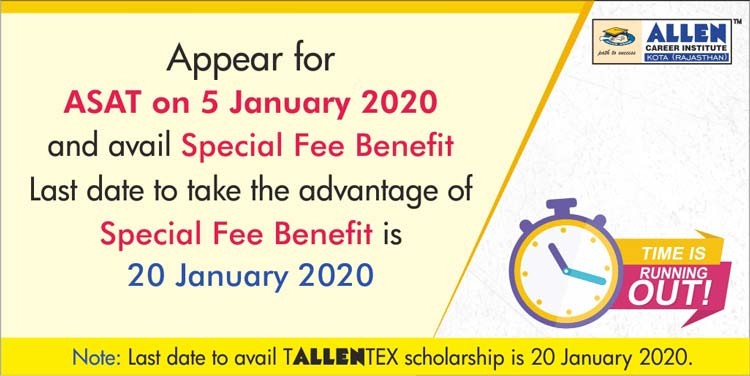 Appear for
ASAT on 5 January 2020
and avail Special Fee Benefit
Last date to take the advantage of
Special Fee Benefit is
20 January 2020
ALLEN™
CAREER INSTITUTE
KOTA (RAJASTHAN)
path to success
TIME IS
RUNNING
OUT!
Note: Last date to avail TALLENTEX scholarship is 20 January 2020.